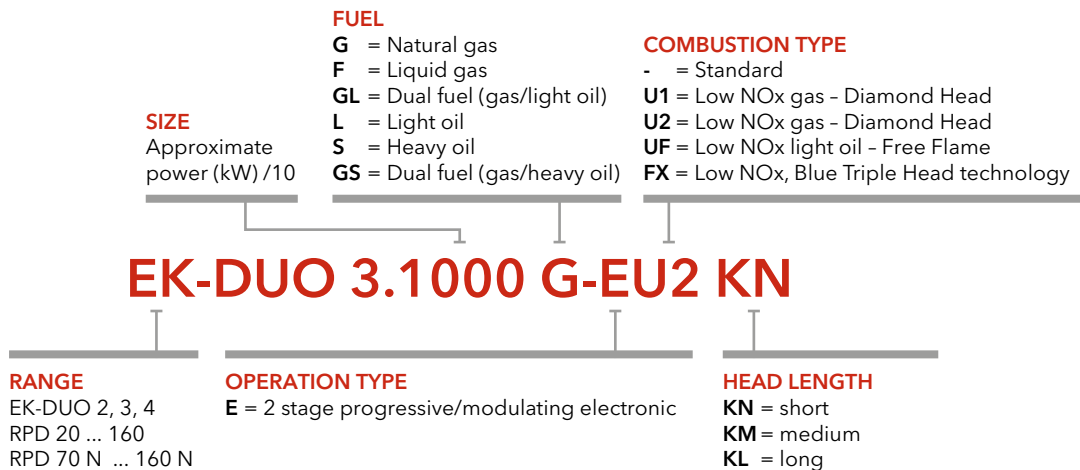 FUEL
G = Natural gas
F = Liquid gas
GL = Dual fuel (gas/light oil)
L = Light oil
S = Heavy oil
GS = Dual fuel (gas/heavy oil)
COMBUSTION TYPE
- = Standard
U1 = Low NOx gas – Diamond Head
U2 = Low NOx gas – Diamond Head
UF = Low NOx light oil – Free Flame
FX = Low NOx, Blue Triple Head technology
SIZE
Approximate
power (kW) /10
EK-DUO 3.1000 G-EU2 KN
RANGE
EK-DUO 2, 3, 4
RPD 20 ... 160
RPD 70 N ... 160 N
OPERATION TYPE
E = 2 stage progressive/modulating electronic
HEAD LENGTH
KN = short
KM = medium
KL = long